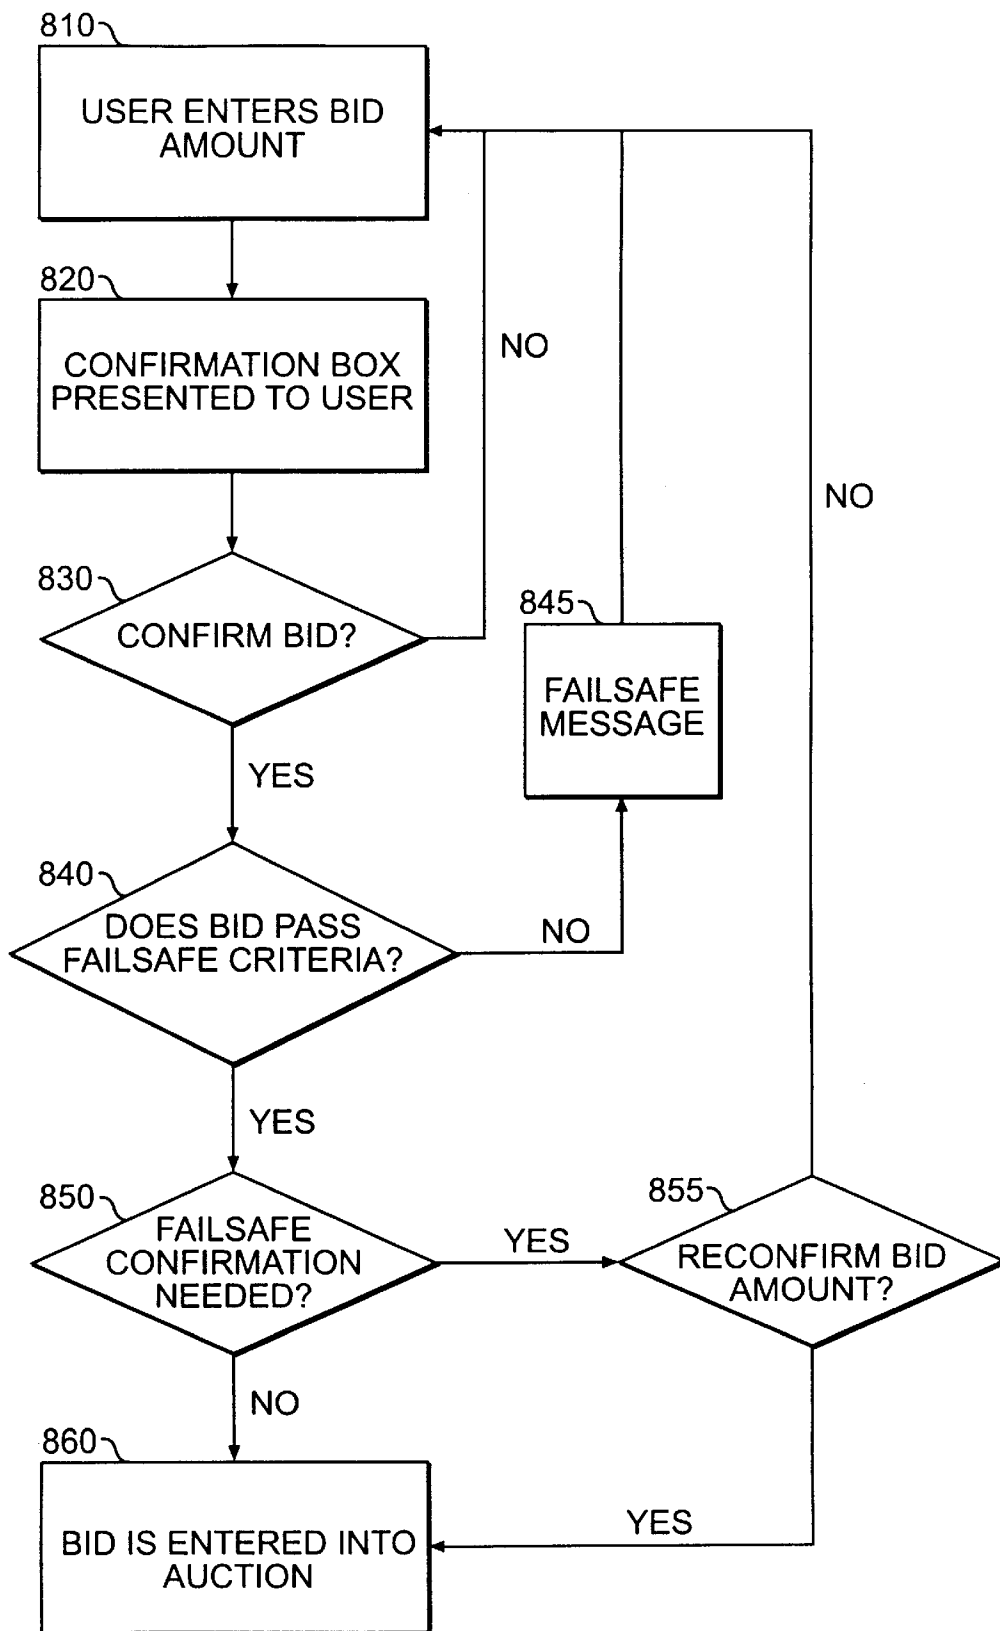 810
USER ENTERS BID
AMOUNT
820
CONFIRMATION BOX
PRESENTED TO USER
NO
NO
830
CONFIRM BID?
845
FAILSAFE
MESSAGE
YES
840
DOES BID PASS
FAILSAFE CRITERIA?
NO
YES
850
FAILSAFE
CONFIRMATION
NEEDED?
YES
855
RECONFIRM BID
AMOUNT?
NO
860
BID IS ENTERED INTO
AUCTION
YES